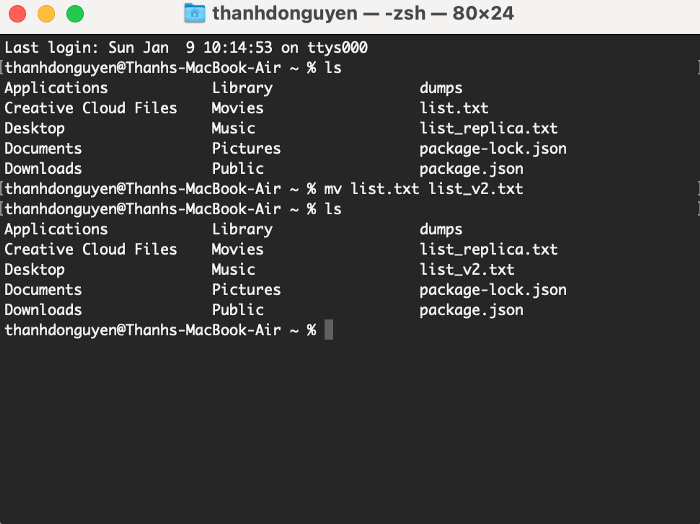 thanhdonguyen — -zsh — 80×24
Last login: Sun Jan  9 10:14:53 on ttys000
[thanhdonguyen@Thanhs-MacBook-Air ~ % ls ]
Applications Library dumps
Creative Cloud Files Movies list.txt
Desktop Music list_replica.txt
Documents Pictures package-lock.json
Downloads Public package.json
[thanhdonguyen@Thanhs-MacBook-Air ~ % mv list.txt list_v2.txt ]
[thanhdonguyen@Thanhs-MacBook-Air ~ % ls ]
Applications Library dumps
Creative Cloud Files Movies list_replica.txt
Desktop Music list_v2.txt
Documents Pictures package-lock.json
Downloads Public package.json
thanhdonguyen@Thanhs-MacBook-Air ~ %